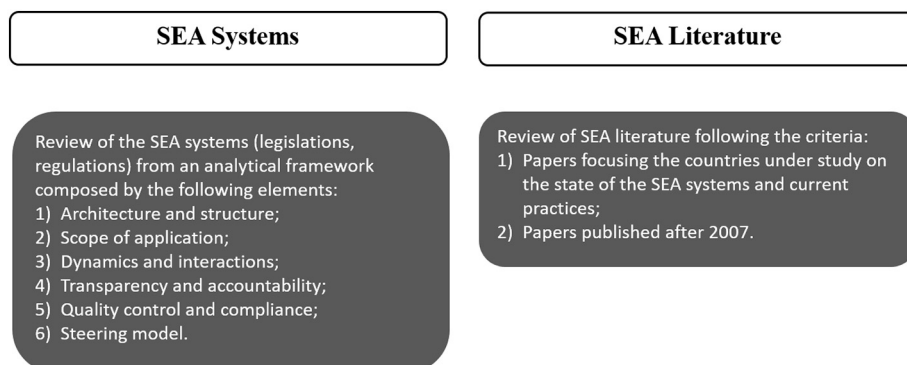 SEA Systems
Review of the SEA systems (legislations,
regulations) from an analytical framework
composed by the following elements:
1) Architecture and structure;
2) Scope of application;
3) Dynamics and interactions;
4) Transparency and accountability;
5) Quality control and compliance;
6) Steering model.
SEA Literature
Review of SEA literature following the criteria:
1) Papers focusing the countries under study on
the state of the SEA systems and current
practices;
2) Papers published after 2007.